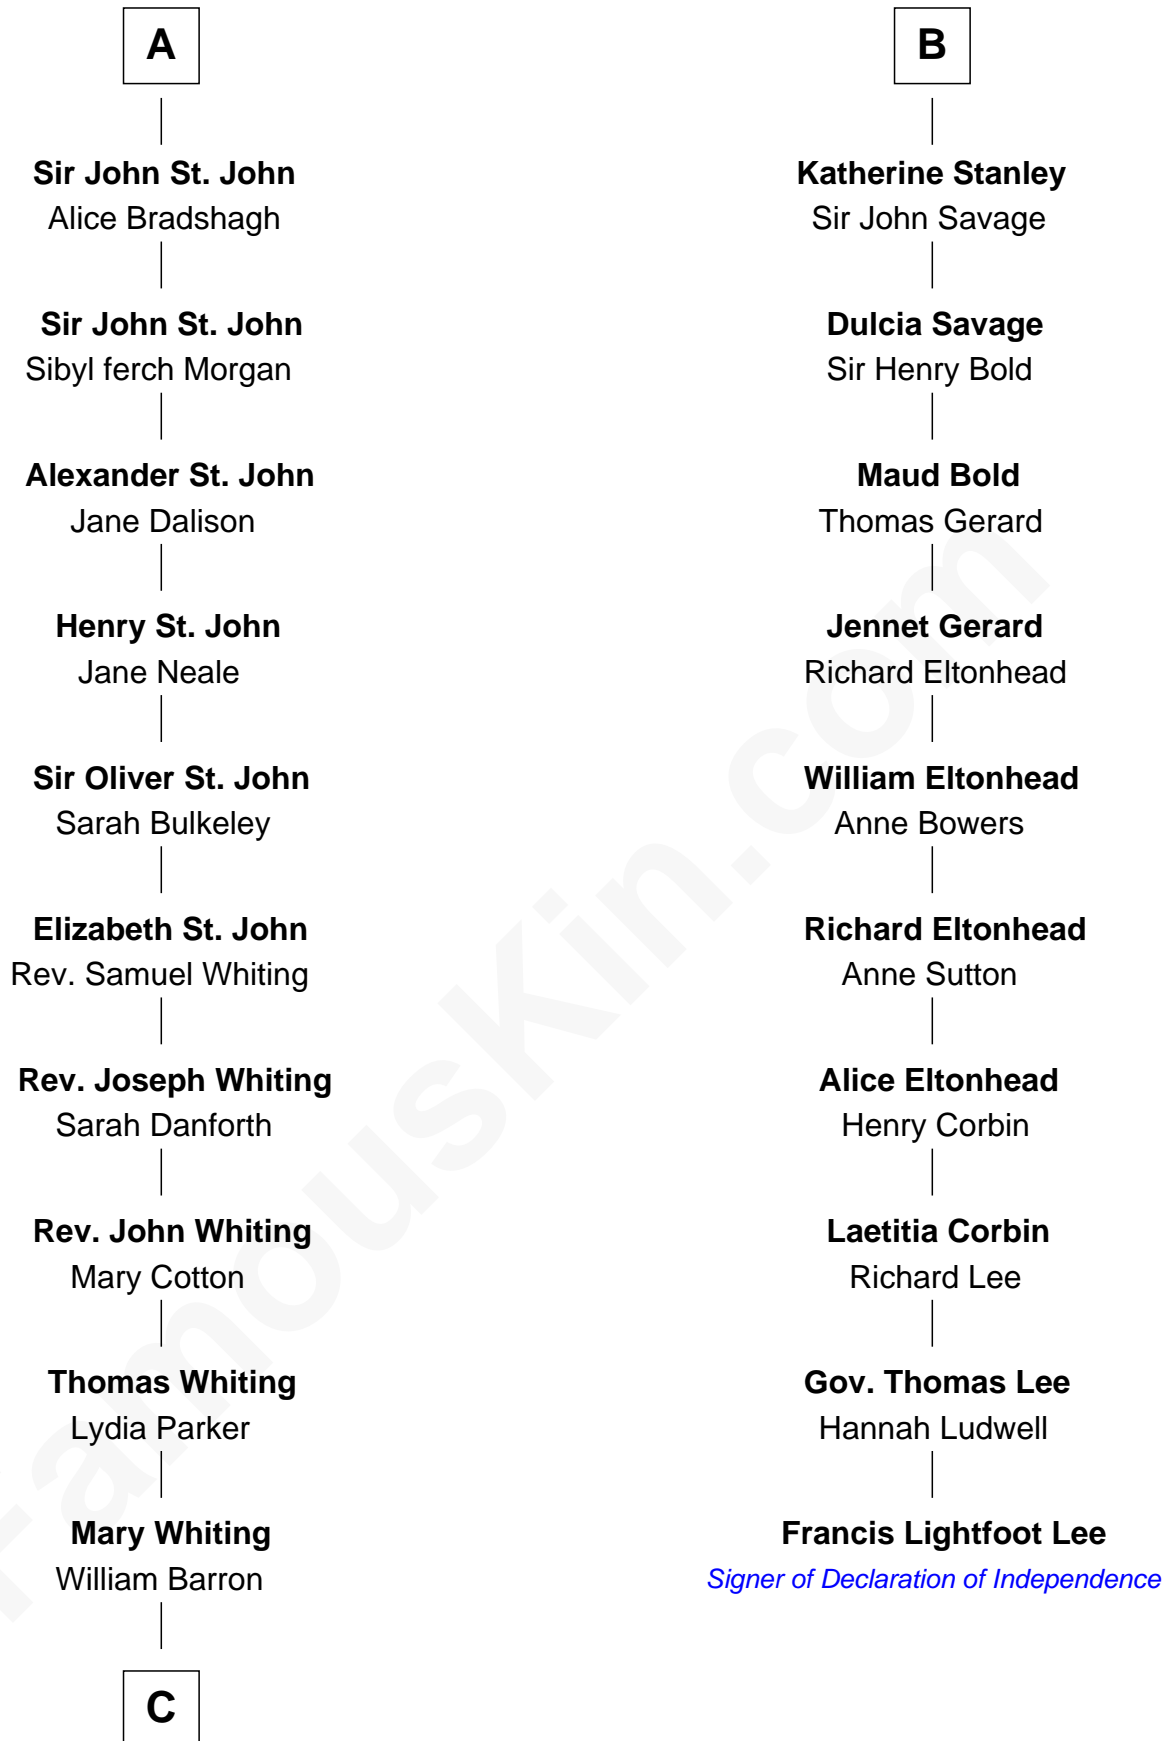 A
Sir John St. John
Alice Bradshagh
Sir John St. John
Sibyl ferch Morgan
Alexander St. John
Jane Dalison
Henry St. John
Jane Neale
Sir Oliver St. John
Sarah Bulkeley
Elizabeth St. John
Rev. Samuel Whiting
Rev. Joseph Whiting
Sarah Danforth
Rev. John Whiting
Mary Cotton
Thomas Whiting
Lydia Parker
Mary Whiting
William Barron
C
B
Katherine Stanley
Sir John Savage
Dulcia Savage
Sir Henry Bold
Maud Bold
Thomas Gerard
Jennet Gerard
Richard Eltonhead
William Eltonhead
Anne Bowers
Richard Eltonhead
Anne Sutton
Alice Eltonhead
Henry Corbin
Laetitia Corbin
Richard Lee
Gov. Thomas Lee
Hannah Ludwell
Francis Lightfoot Lee
Signer of Declaration of Independence
FamousKin.com